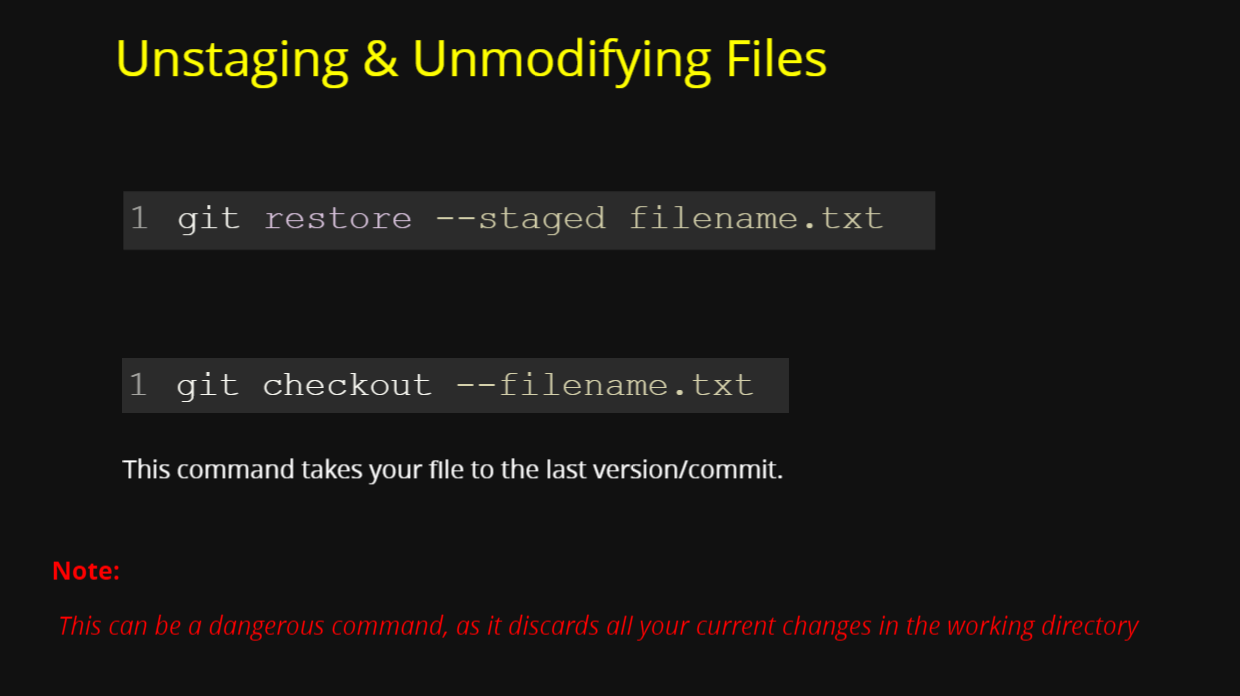 Unstaging & Unmodifying Files
1 git restore --staged filename.txt
1 git checkout --filename.txt
This command takes your file to the last version/commit.
Note:
This can be a dangerous command, as it discards all your current changes in the working directory